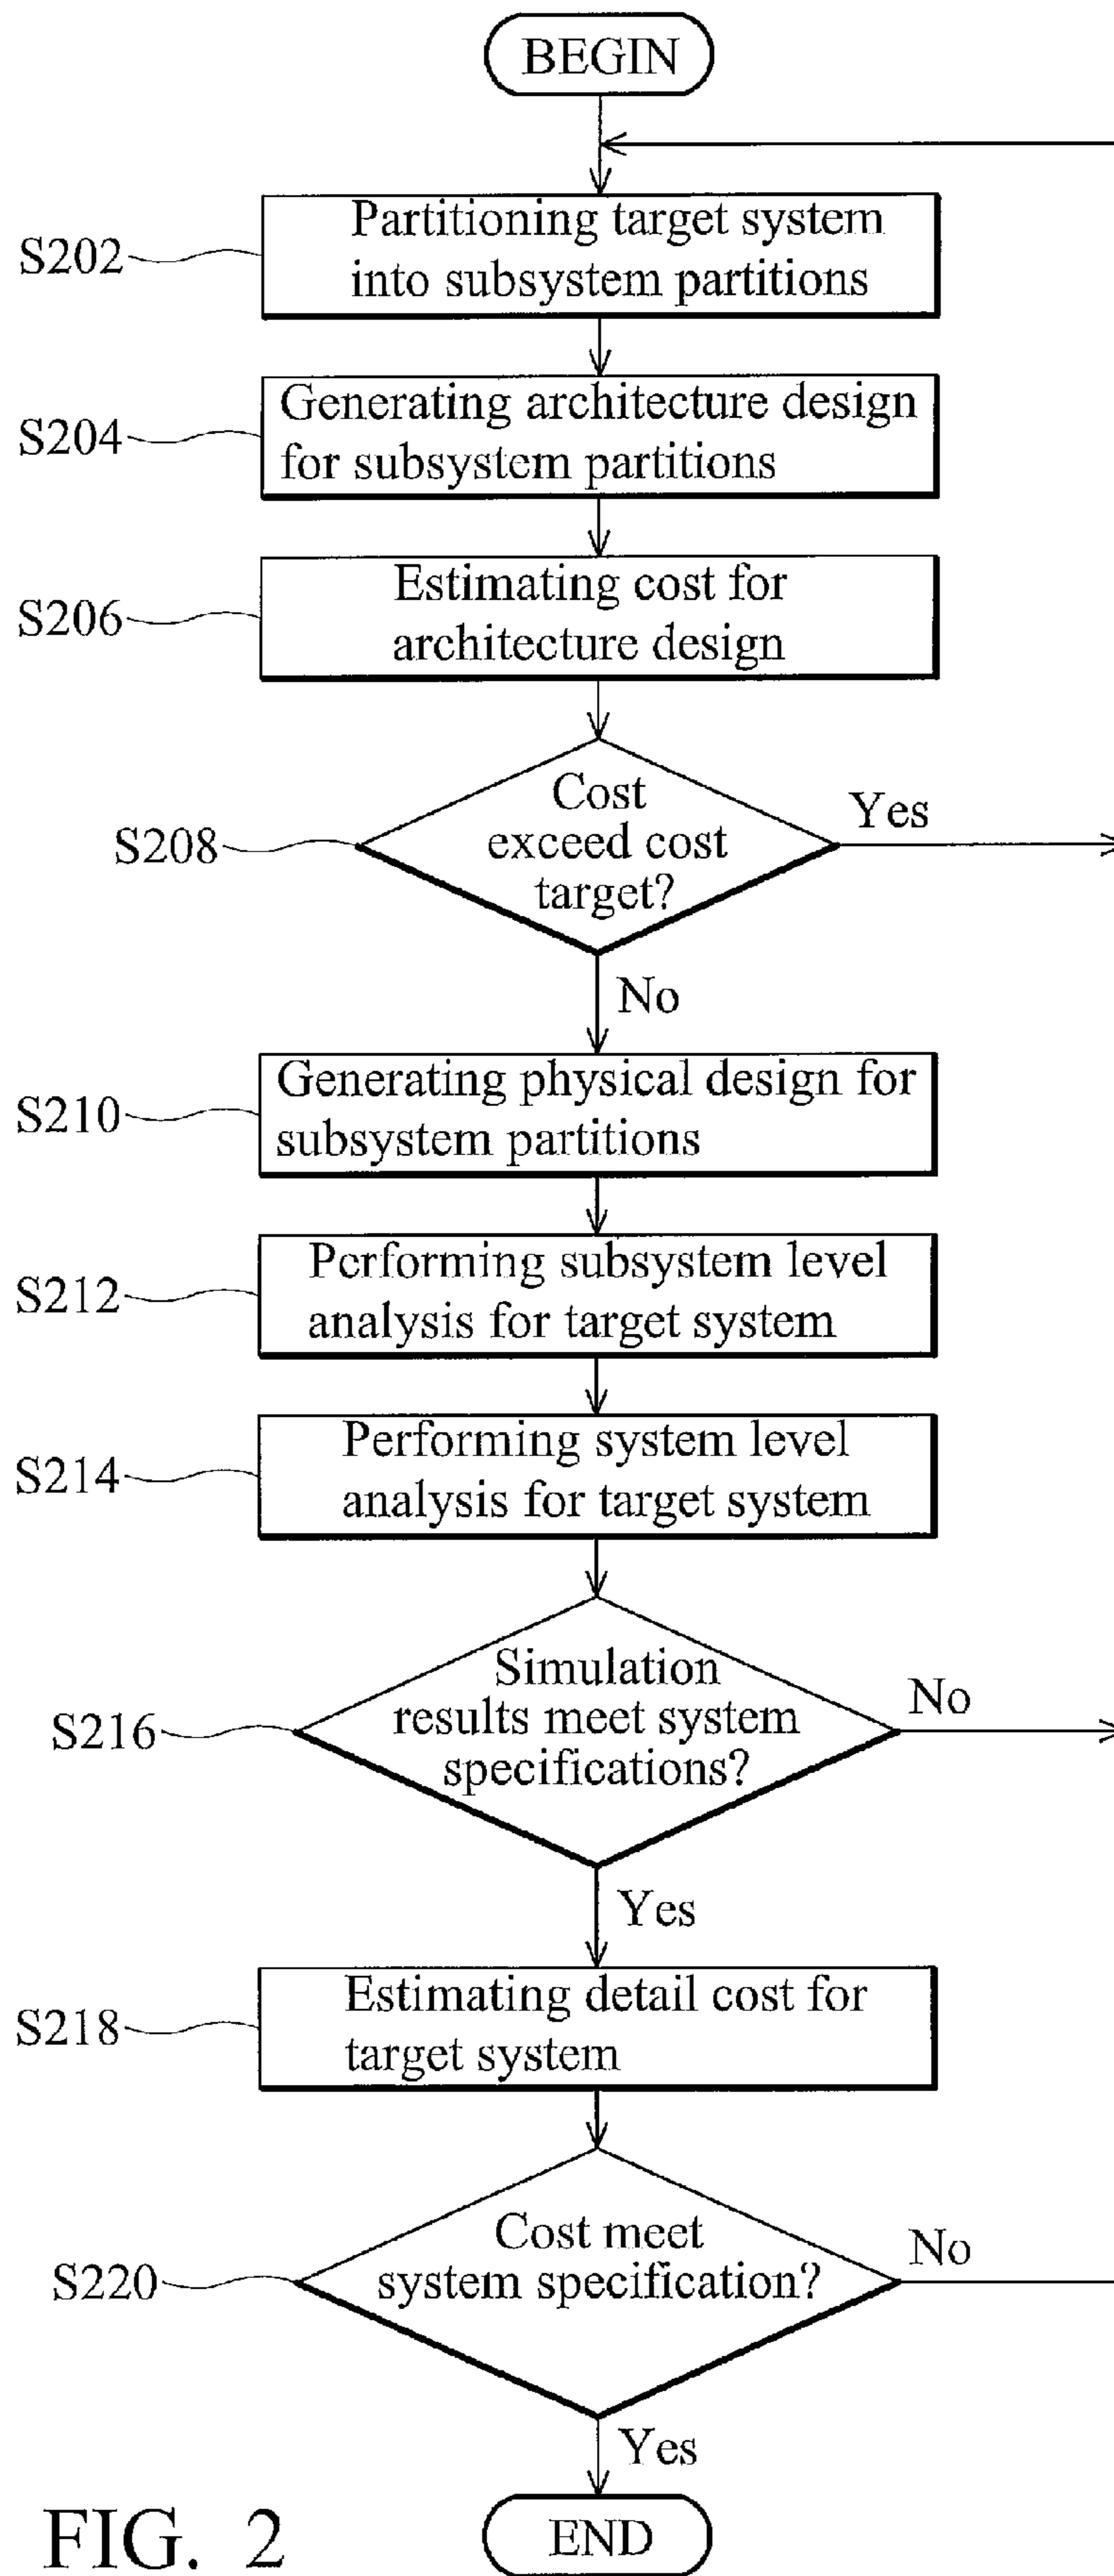 BEGIN
S202
Partitioning target system
into subsystem partitions
S204
Generating architecture design
for subsystem partitions
S206
Estimating cost for
architecture design
S208
Cost
exceed cost
target?
Yes
No
S210
Generating physical design for
subsystem partitions
S212
Performing subsystem level
analysis for target system
S214
Performing system level
analysis for target system
S216
Simulation
results meet system
specifications?
No
Yes
S218
Estimating detail cost for
target system
S220
Cost meet
system specification?
No
Yes
END
FIG. 2